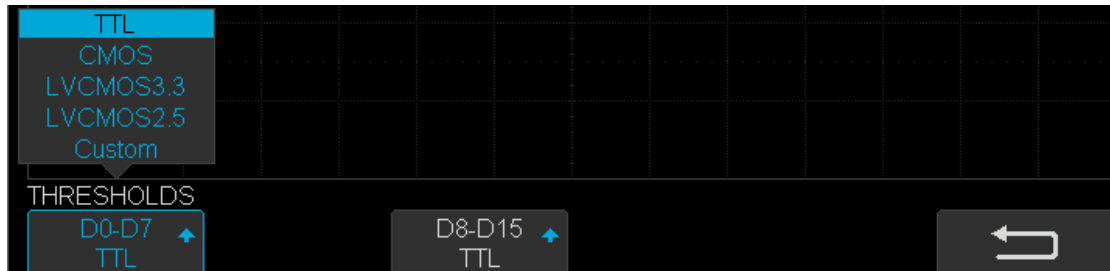 TTL
CMOS
LVCMOS3.3
LVCMOS2.5
Custom
THRESHOLDS
D0-D7
TTL
D8-D15
TTL